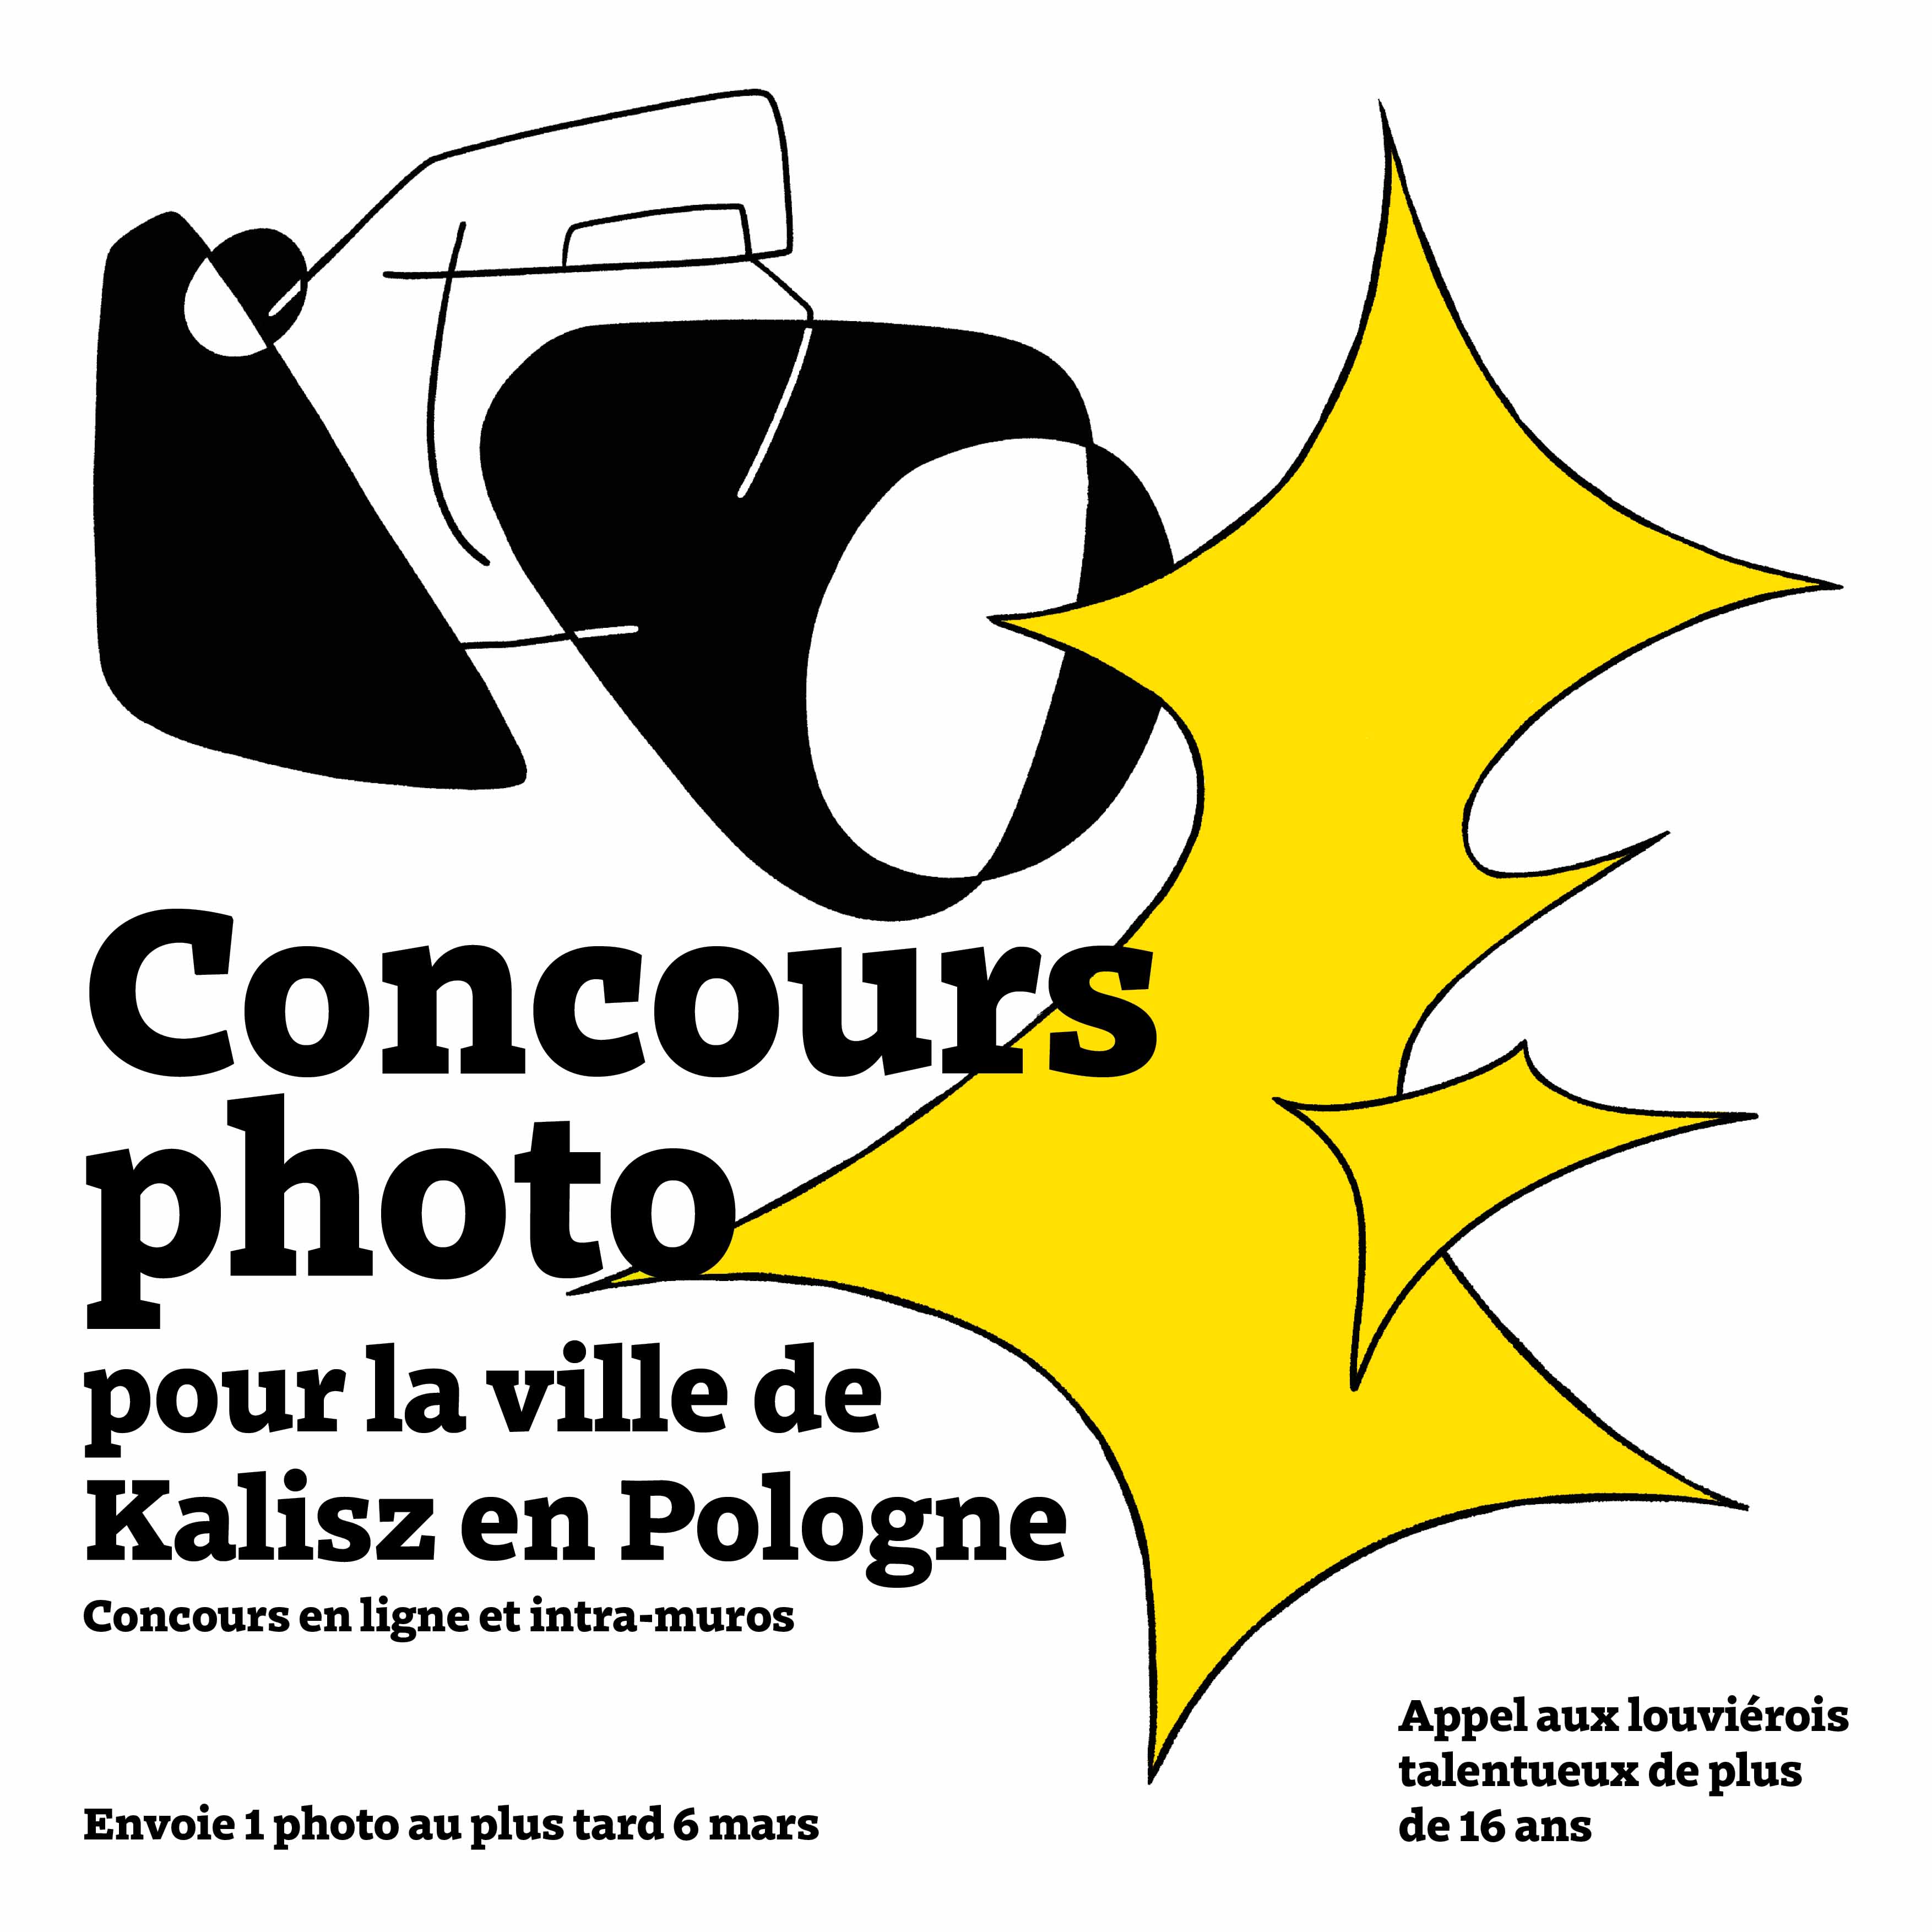 Concours
photo
pour la ville de
Kalisz en Pologne
Concours en ligne et intra-muros
Envoie 1 photo au plus tard 6 mars
Appel aux louviérois
talentueux de plus
de 16 ans